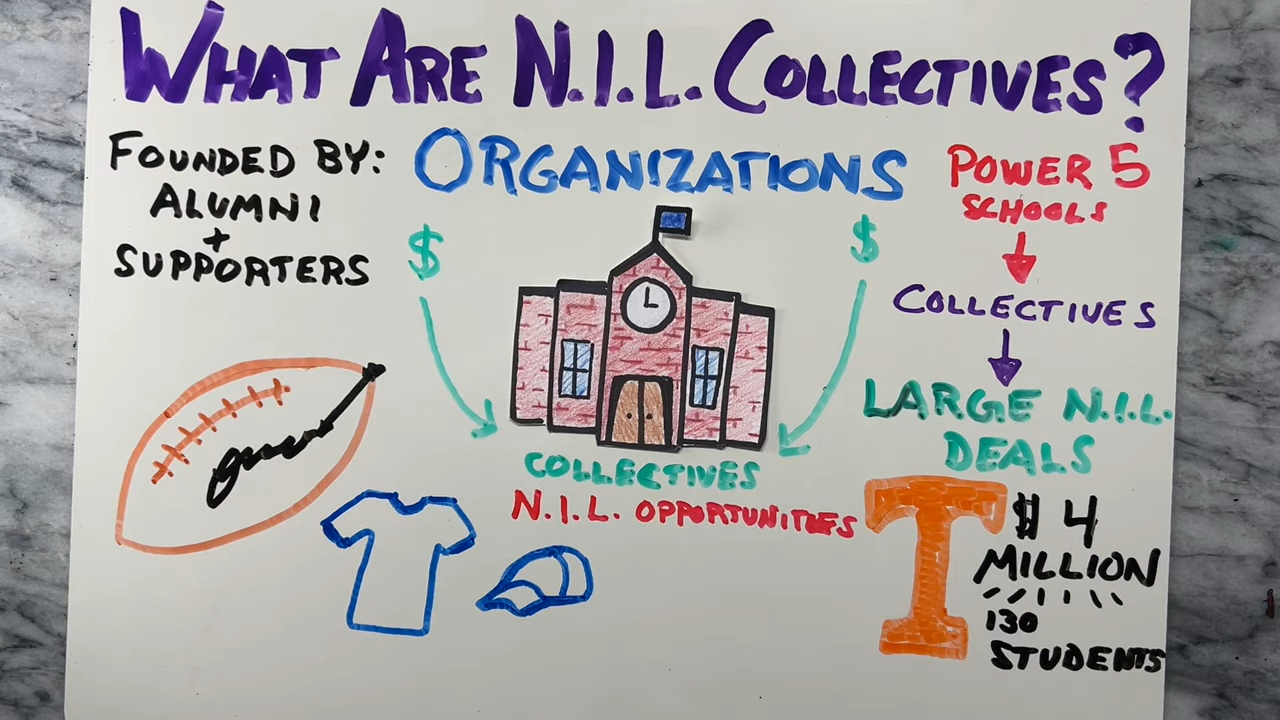 WHAT ARE N.I.L. COLLECTIVES?
FOUNDED BY:
ALUMNI
+
SUPPORTERS
ORGANIZATIONS
$ $
COLLECTIVES
N.I.L. OPPORTUNITIES
POWER 5
SCHOOLS
COLLECTIVES
LARGE N.I.L.
DEALS
T
$ 4
MILLION
130
STUDENTS